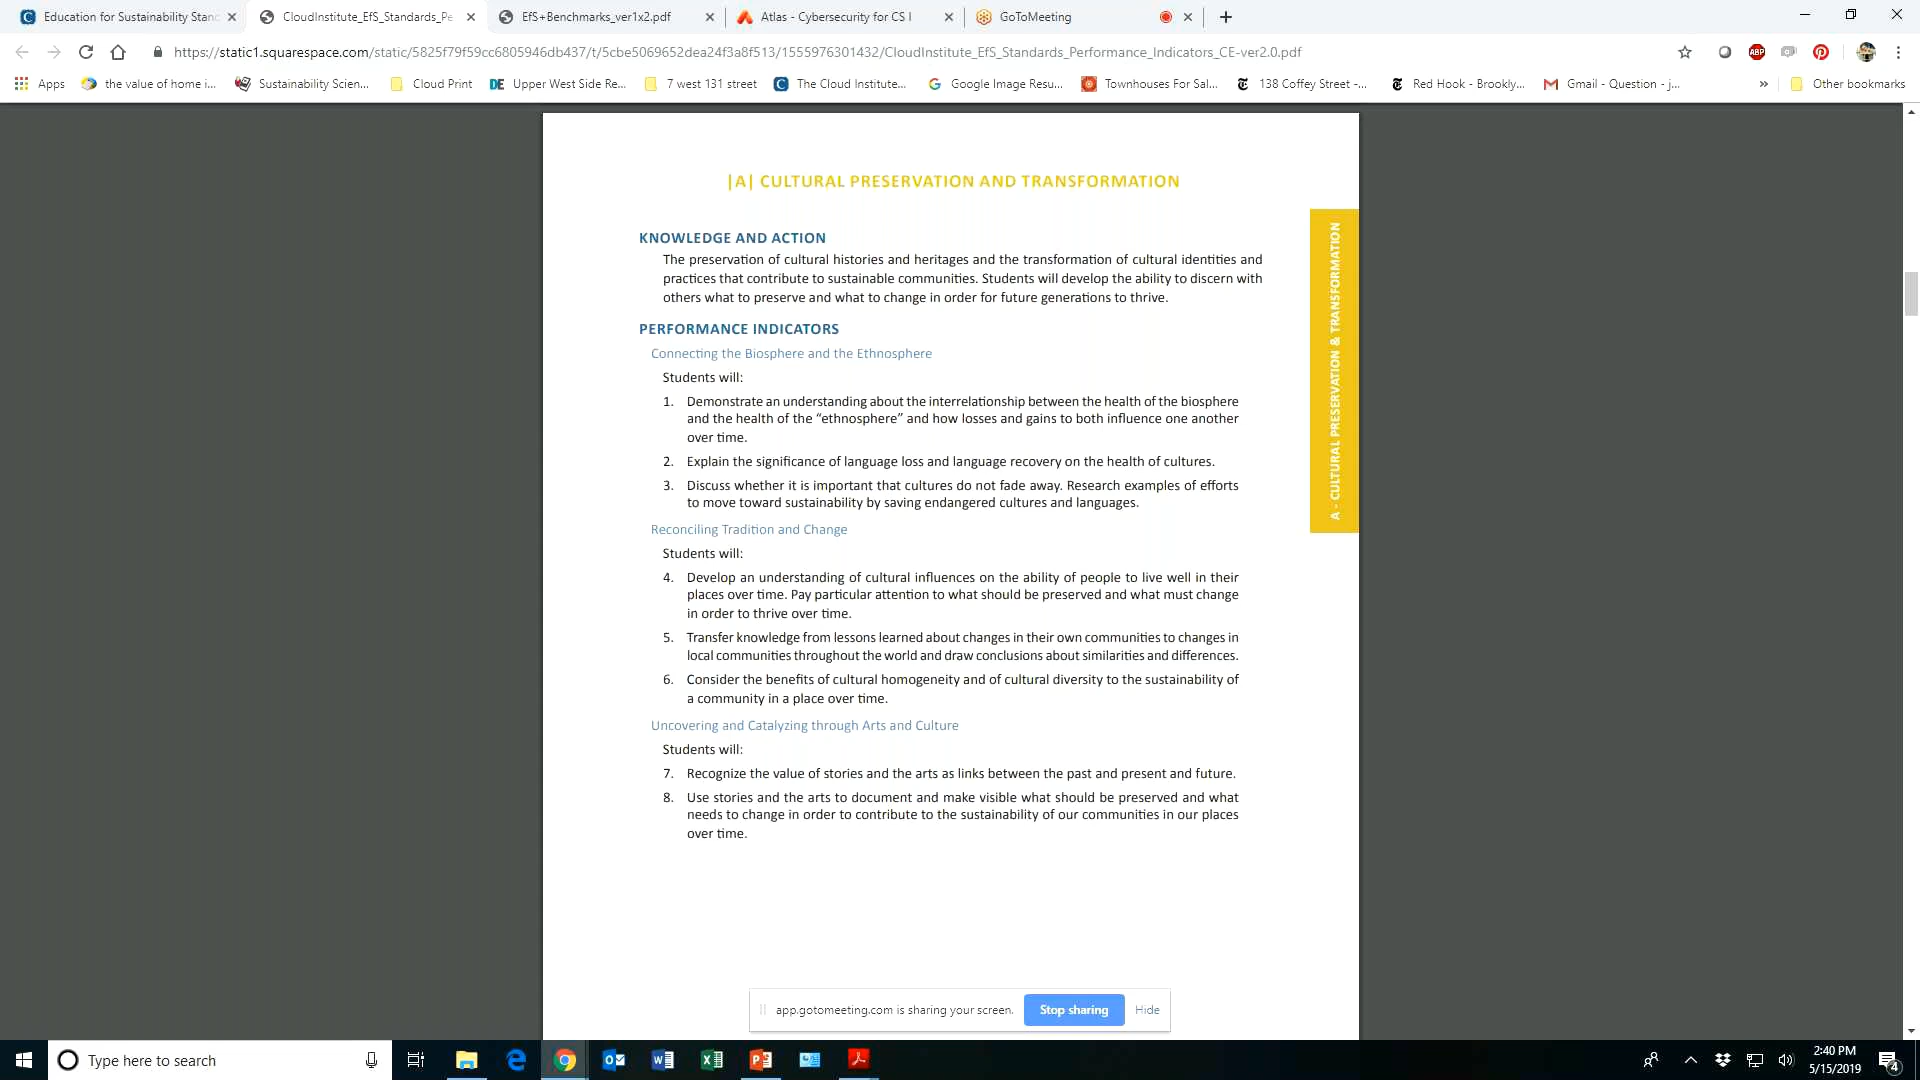 Education for Sustainability Stanc
CloudInstitute_EfS_Standards_Pe
EfS+Benchmarks_ver1x2.pdf
Atlas - Cybersecurity for CS I
GoToMeeting
https://static1.squarespace.com/static/5825f79f59cc6805946db437/t/5cbe5069652dea24f3a8f513/1555976301432/CloudInstitute_EfS_Standards_Performance_Indicators_CE-ver2.0.pdf
ABP
Apps
the value of home i...
Sustainability Scien...
Cloud Print
DE Upper West Side Re...
7 west 131 street
The Cloud Institute...
Google Image Resu...
Townhouses For Sal...
138 Coffey Street -...
Red Hook - Brookly...
Gmail - Question - j...
»
Other bookmarks
|A| CULTURAL PRESERVATION AND TRANSFORMATION
KNOWLEDGE AND ACTION
The preservation of cultural histories and heritages and the transformation of cultural identities and
practices that contribute to sustainable communities. Students will develop the ability to discern with
others what to preserve and what to change in order for future generations to thrive.
PERFORMANCE INDICATORS
Connecting the Biosphere and the Ethnosphere
Students will:
1. Demonstrate an understanding about the interrelationship between the health of the biosphere
and the health of the “ethnosphere” and how losses and gains to both influence one another
over time.
2. Explain the significance of language loss and language recovery on the health of cultures.
3. Discuss whether it is important that cultures do not fade away. Research examples of efforts
to move toward sustainability by saving endangered cultures and languages.
Reconciling Tradition and Change
Students will:
4. Develop an understanding of cultural influences on the ability of people to live well in their
places over time. Pay particular attention to what should be preserved and what must change
in order to thrive over time.
5. Transfer knowledge from lessons learned about changes in their own communities to changes in
local communities throughout the world and draw conclusions about similarities and differences.
6. Consider the benefits of cultural homogeneity and of cultural diversity to the sustainability of
a community in a place over time.
Uncovering and Catalyzing through Arts and Culture
Students will:
7. Recognize the value of stories and the arts as links between the past and present and future.
8. Use stories and the arts to document and make visible what should be preserved and what
needs to change in order to contribute to the sustainability of our communities in our places
over time.
A - CULTURAL PRESERVATION & TRANSFORMATION
app.gotomeeting.com is sharing your screen.
Stop sharing
Hide
Type here to search
2:40 PM
5/15/2019
4